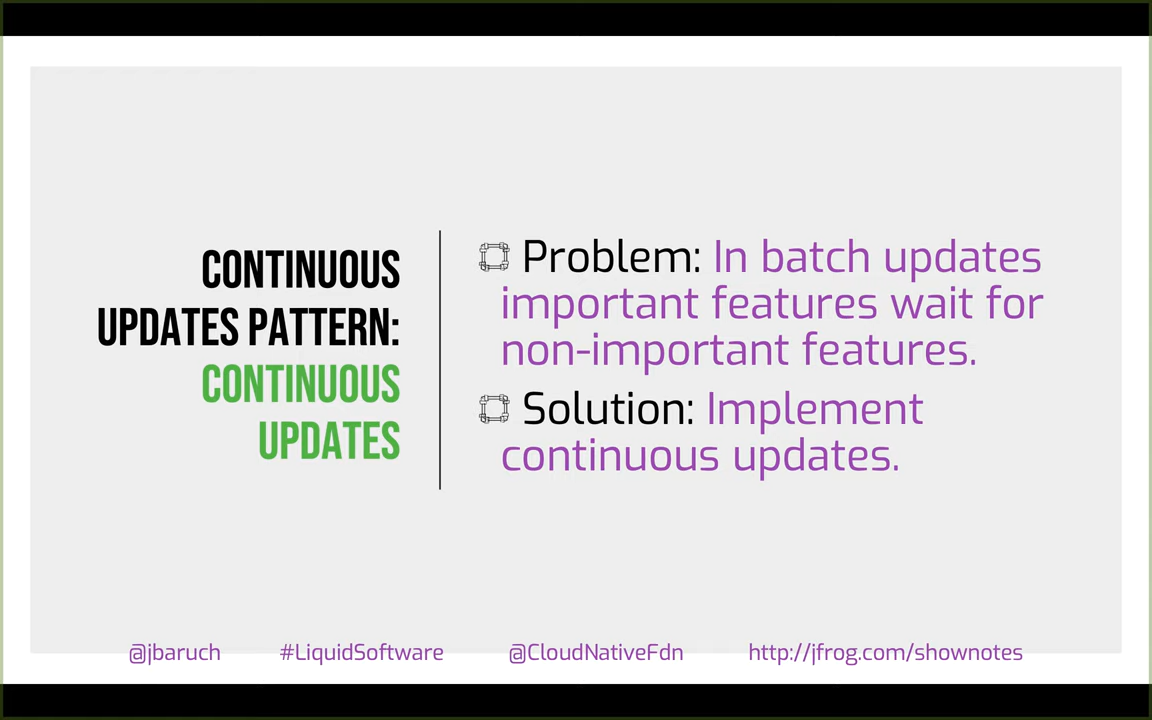 CONTINUOUS
UPDATES PATTERN:
CONTINUOUS
UPDATES
Problem: In batch updates
important features wait for
non-important features.
Solution: Implement
continuous updates.
@jbaruch #LiquidSoftware @CloudNativeFdn http://jfrog.com/shownotes